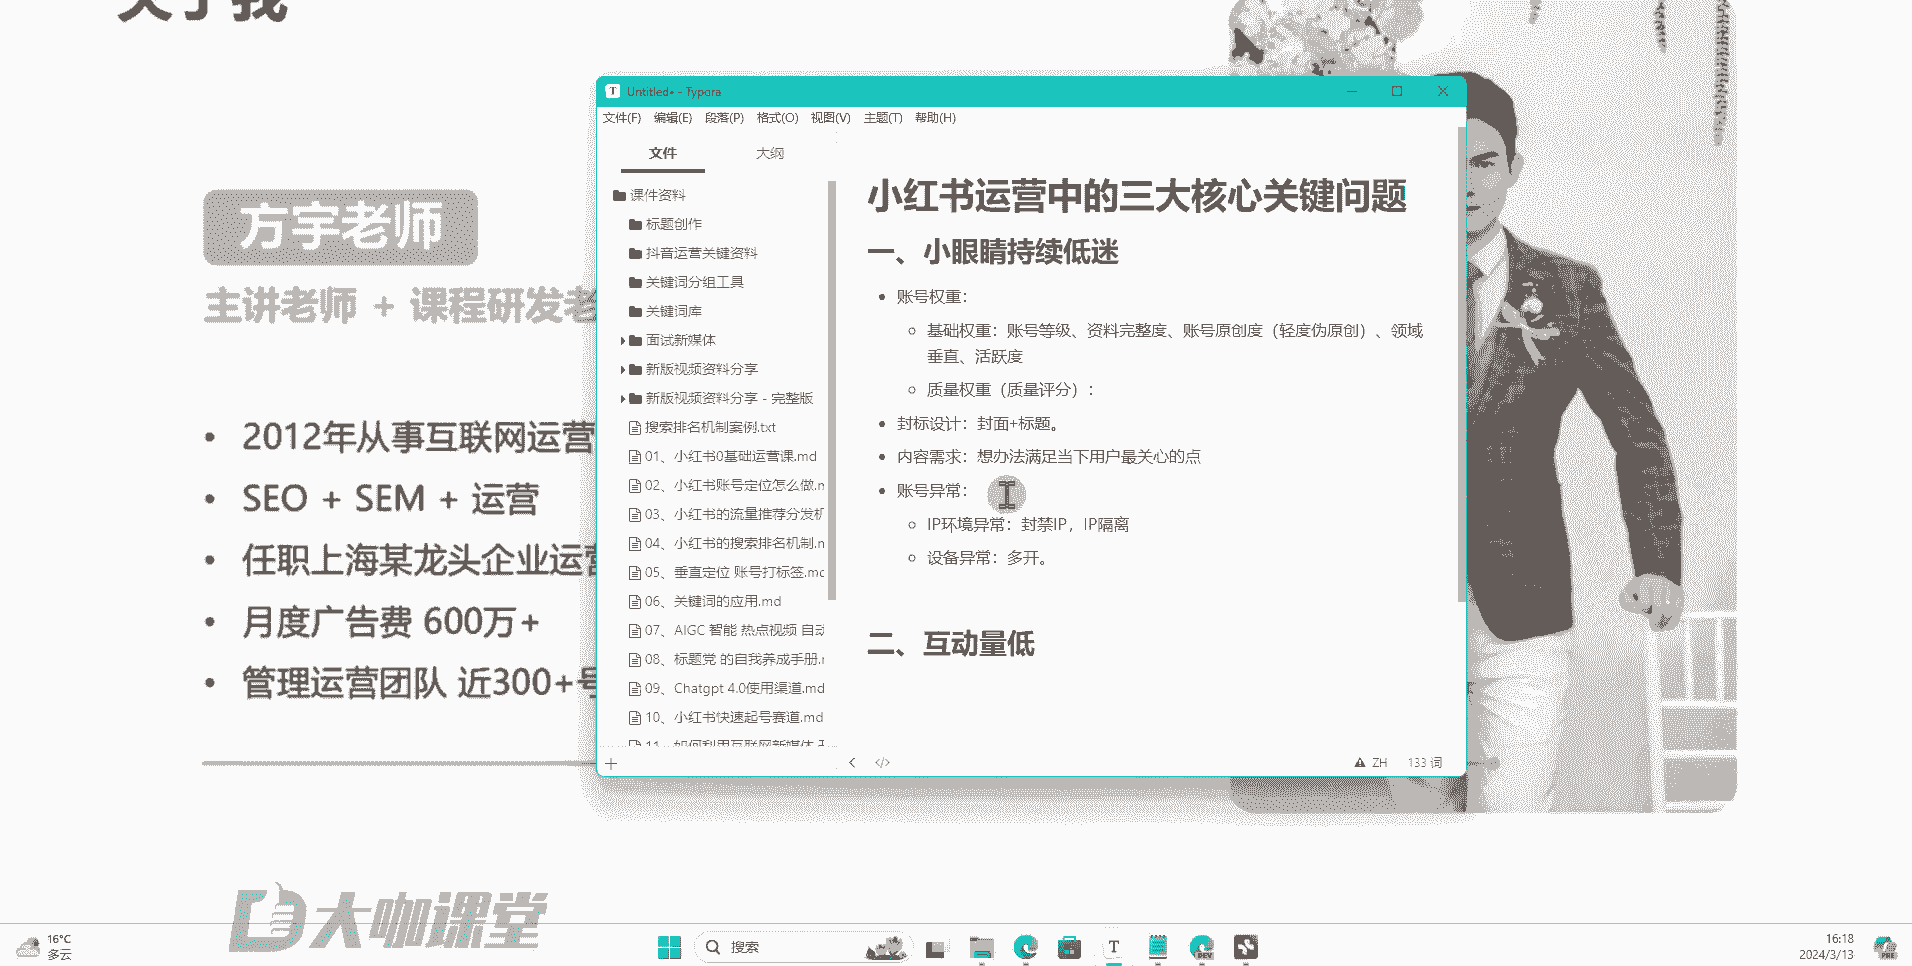 关于我
方宇老师
主讲老师 + 课程研发老
2012年从事互联网运营
SEO + SEM + 运营
任职上海某龙头企业运营
月度广告费 600万+
管理运营团队 近300+号
大咖课堂
Untitled• - Typora
文件(F) 编辑(E) 段落(P) 格式(O) 视图(V) 主题(T) 帮助(H)
文件 大纲
课件资料
标题创作
抖音运营关键资料
关键词分组工具
关键词库
面试新媒体
新版视频资料分享
新版视频资料分享 - 完整版
搜索排名机制案例.txt
01、小红书0基础运营课.md
02、小红书账号定位怎么做.m
03、小红书的流量推荐分发机
04、小红书的搜索排名机制.m
05、垂直定位 账号打标签.mc
06、关键词的应用.md
07、AIGC 智能 热点视频 自动
08、标题党 的自我养成手册.r
09、Chatgpt 4.0使用渠道.md
10、小红书快速起号赛道.md
11、如何利用互联网新媒体
小红书运营中的三大核心关键问题
一、小眼睛持续低迷
账号权重：
基础权重：账号等级、资料完整度、账号原创度（轻度伪原创）、领域
垂直、活跃度
质量权重（质量评分）：
封标设计：封面+标题。
内容需求：想办法满足当下用户最关心的点
账号异常：
IP环境异常：封禁IP，IP隔离
设备异常：多开。
二、互动量低
ZH 133 词
16°C
多云
搜索
T
DEV
16:18
2024/3/13
PRE